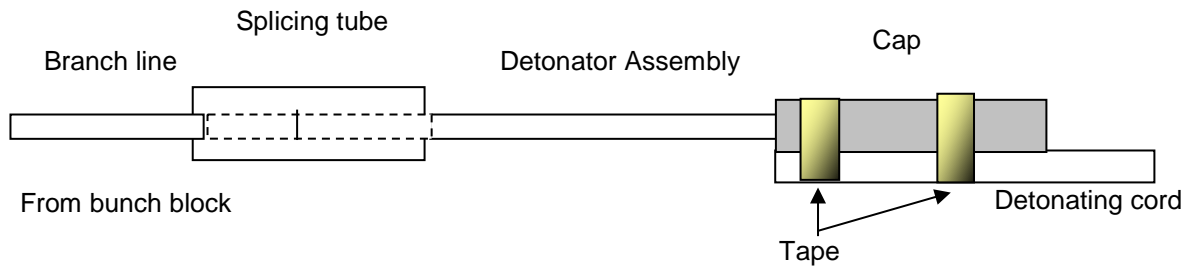 Splicing tube
Cap
Branch line
Detonator Assembly
From bunch block
Detonating cord
Tape